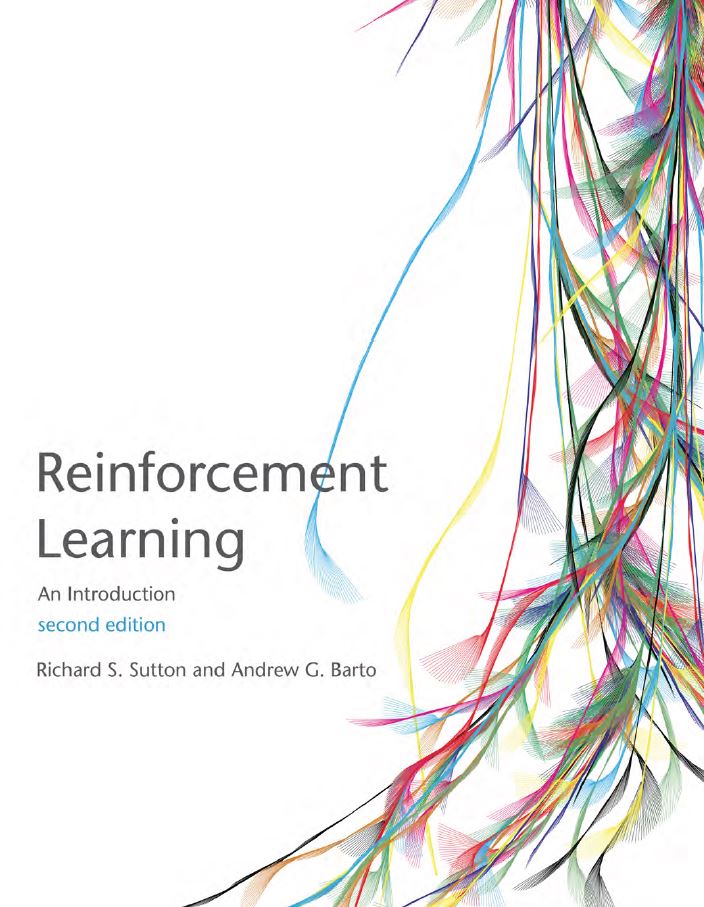 Reinforcement
Learning
An Introduction
second edition
Richard S. Sutton and Andrew G. Barto